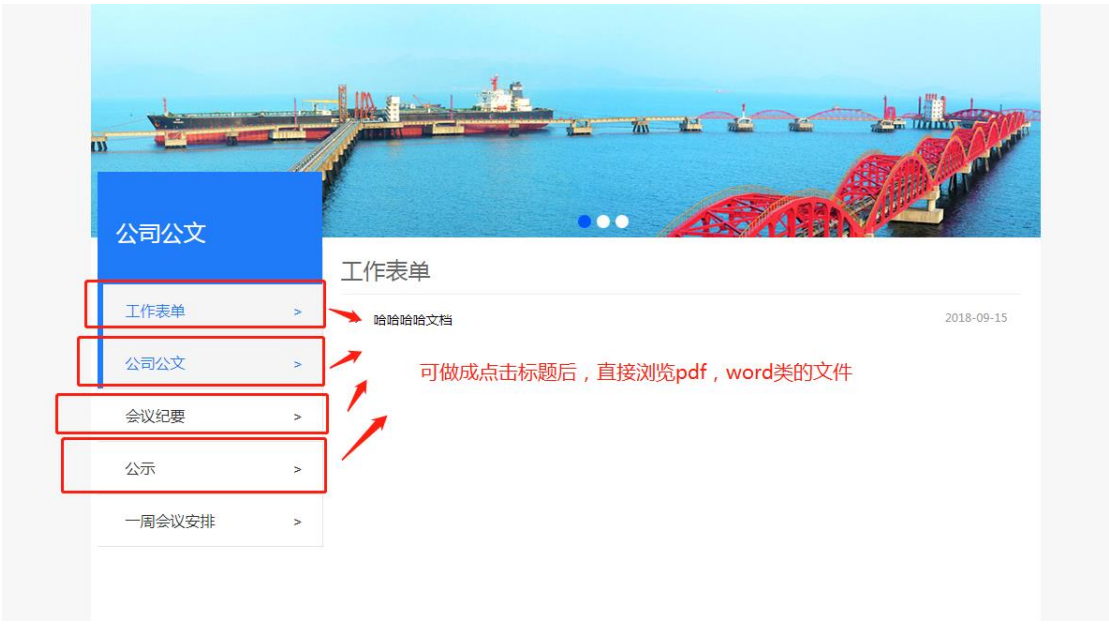 公司公文
工作表单 >
公司公文 >
会议纪要 >
公示 >
一周会议安排 >
工作表单
哈哈哈哈文档 2018-09-15
可做成点击标题后，直接浏览pdf，word类的文件